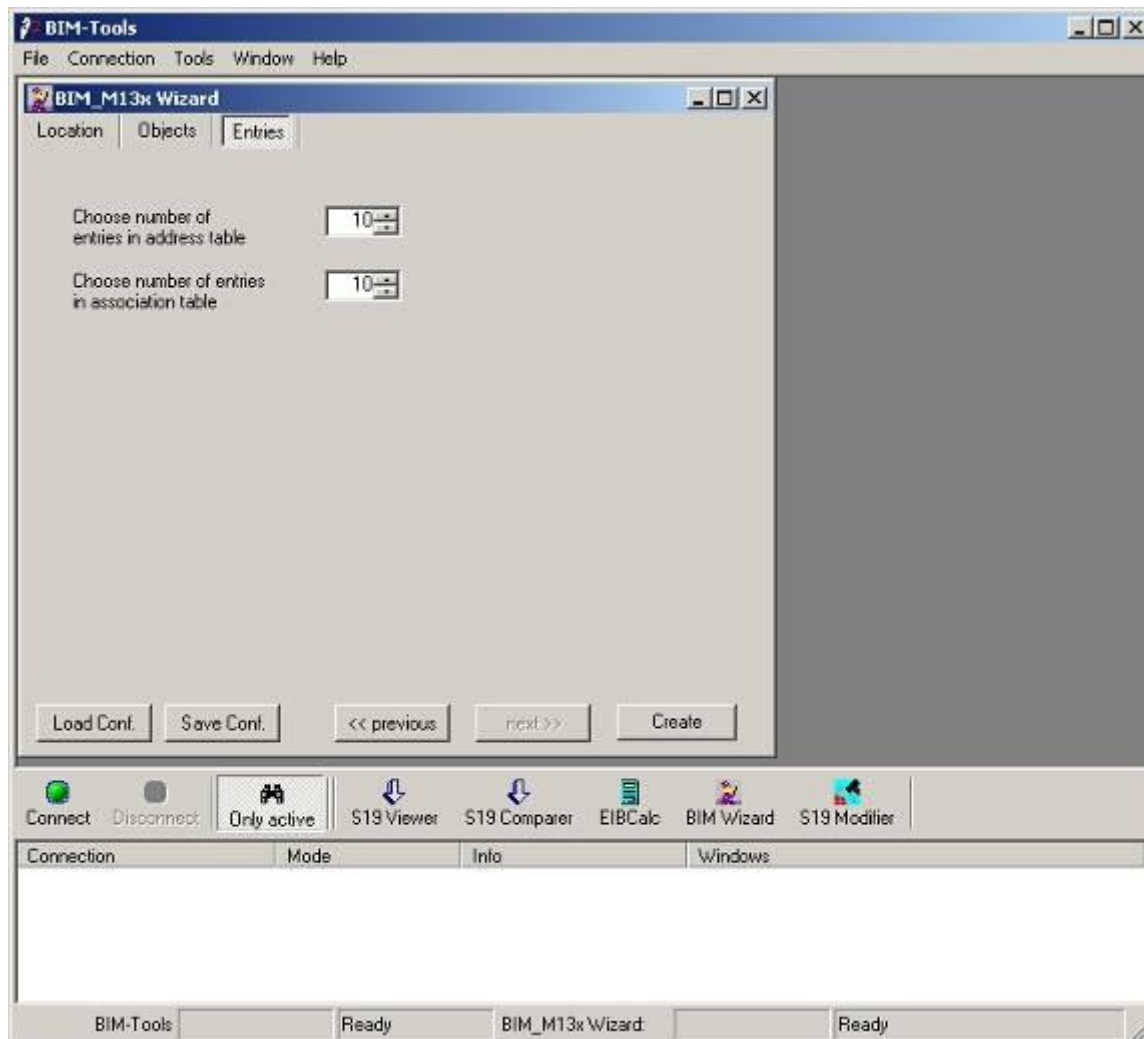 BIM-Tools
File Connection Tools Window Help
BIM_M13x Wizard
Location Objects Entries
Choose number of
entries in address table
10
Choose number of entries
in association table
10
Load Conf. Save Conf. << previous next >> Create
Connect Disconnect Only active S19 Viewer S19 Comparer EIBCalc BIM Wizard S19 Modifier
Connection Mode Info Windows
BIM-Tools Ready BIM_M13x Wizard: Ready